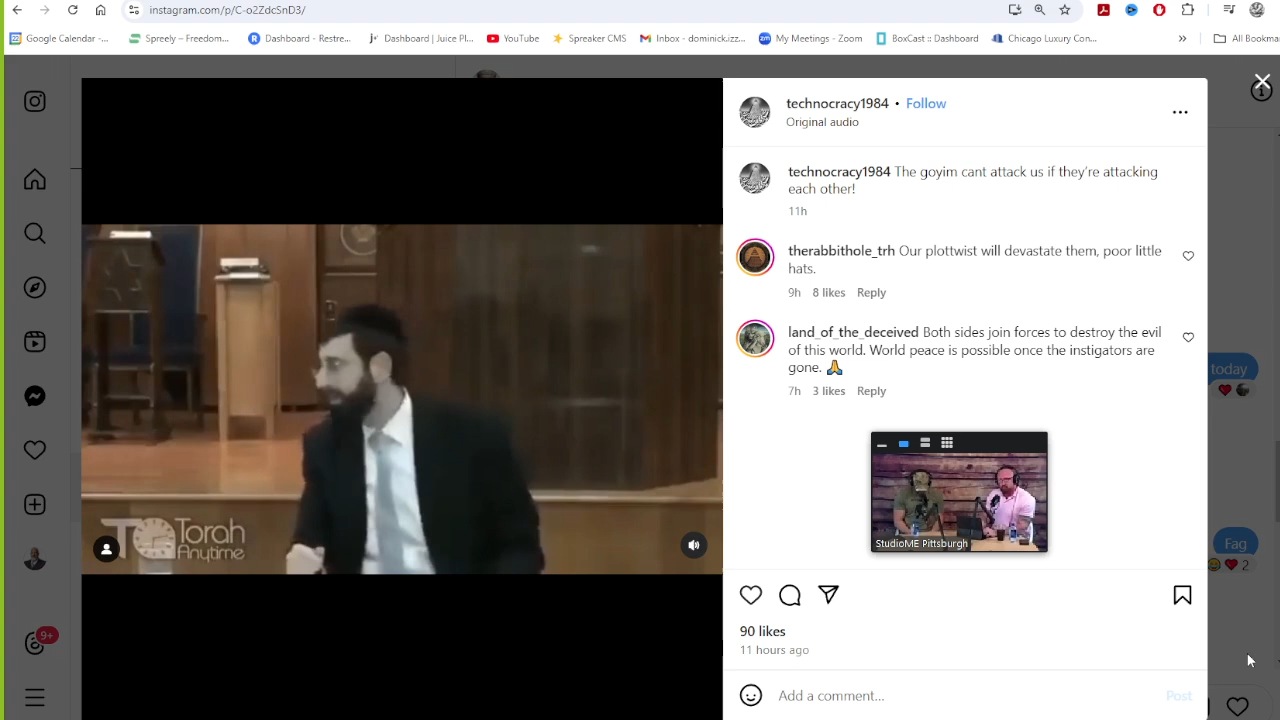 instagram.com/p/C-o2ZdcSnD3/
Google Calendar -... Spreely – Freedom... Dashboard - Restre... Dashboard | Juice Pl... YouTube Spreaker CMS Inbox - dominick.izz... My Meetings - Zoom BoxCast :: Dashboard Chicago Luxury Con... » All Bookma
technocracy1984 • Follow
Original audio
technocracy1984 The goyim cant attack us if they're attacking
each other!
11h
therabbithole_trh Our plottwist will devastate them, poor little
hats.
9h 8 likes Reply
land_of_the_deceived Both sides join forces to destroy the evil
of this world. World peace is possible once the instigators are
gone. 🙏
7h 3 likes Reply
today
StudioME Pittsburgh
Torah
Anytime
Fag
2
90 likes
11 hours ago
9+
Add a comment...
Post